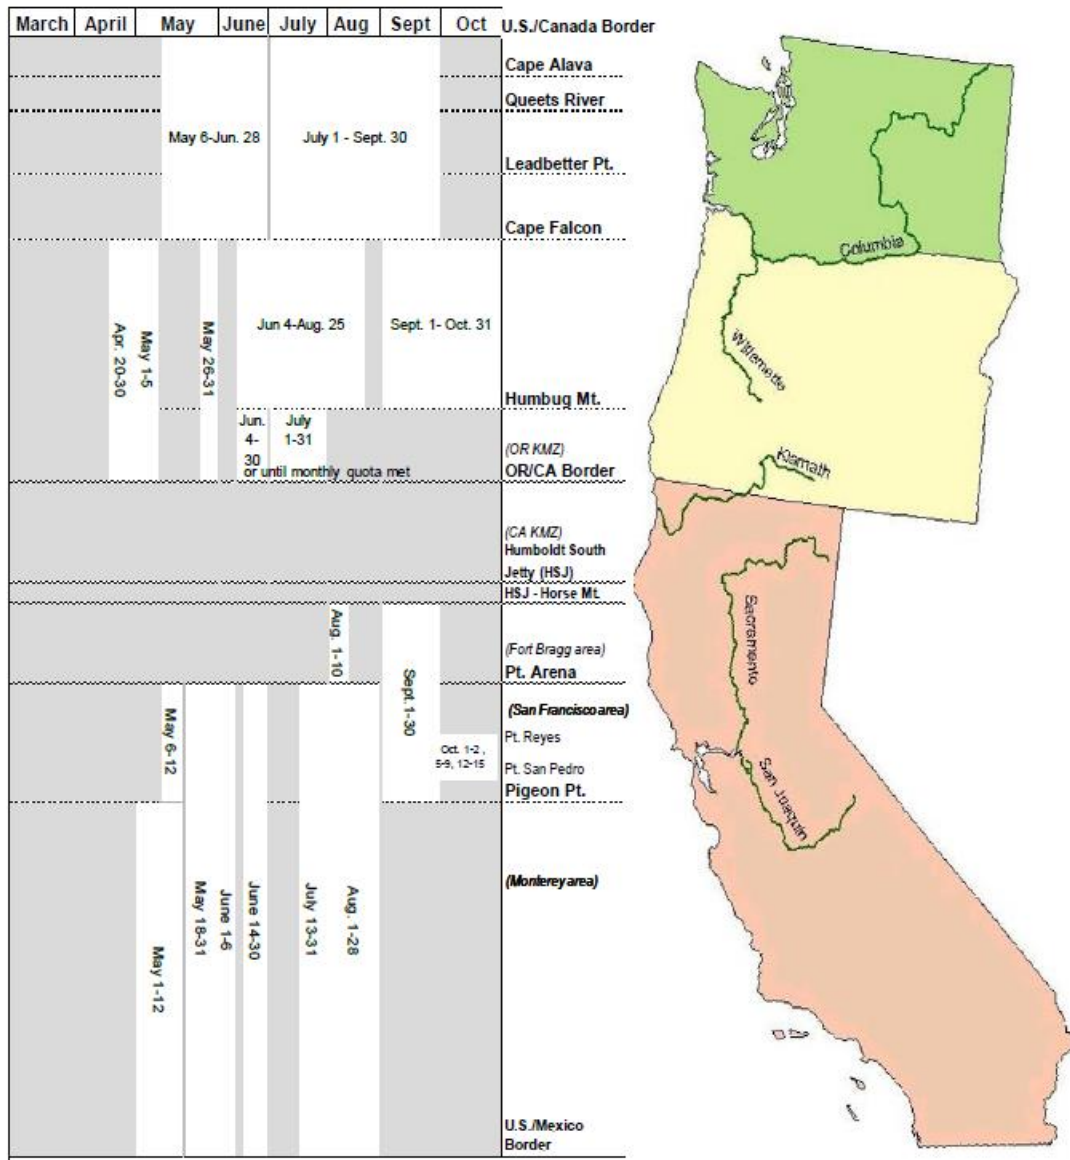 March April May June July Aug Sept Oct U.S./Canada Border
Cape Alava
Queets River
May 6-Jun. 28 July 1 - Sept. 30
Leadbetter Pt.
Cape Falcon
Apr. 20-30
May 1-5
May 26-31
Jun 4-Aug. 25 Sept. 1- Oct. 31
Humbug Mt.
Jun.
4-
30
July
1-31
or until monthly quota met
(OR KMZ)
OR/CA Border
(CA KMZ)
Humboldt South
Jetty (HSJ)
HSJ - Horse Mt.
Aug. 1-10
(Fort Bragg area)
Pt. Arena
Sept.1-30
May 6-12
(San Francisco area)
Pt. Reyes
Oct. 1-2 ,
5-9, 12-15
Pt. San Pedro
Pigeon Pt.
(Monterey area)
May 1-12
May 18-31
June 1-6
June 14-30
July 13-31
Aug. 1-28
U.S./Mexico
Border
Columbia
Willamette
Klamath
Sacramento
San Joaquin